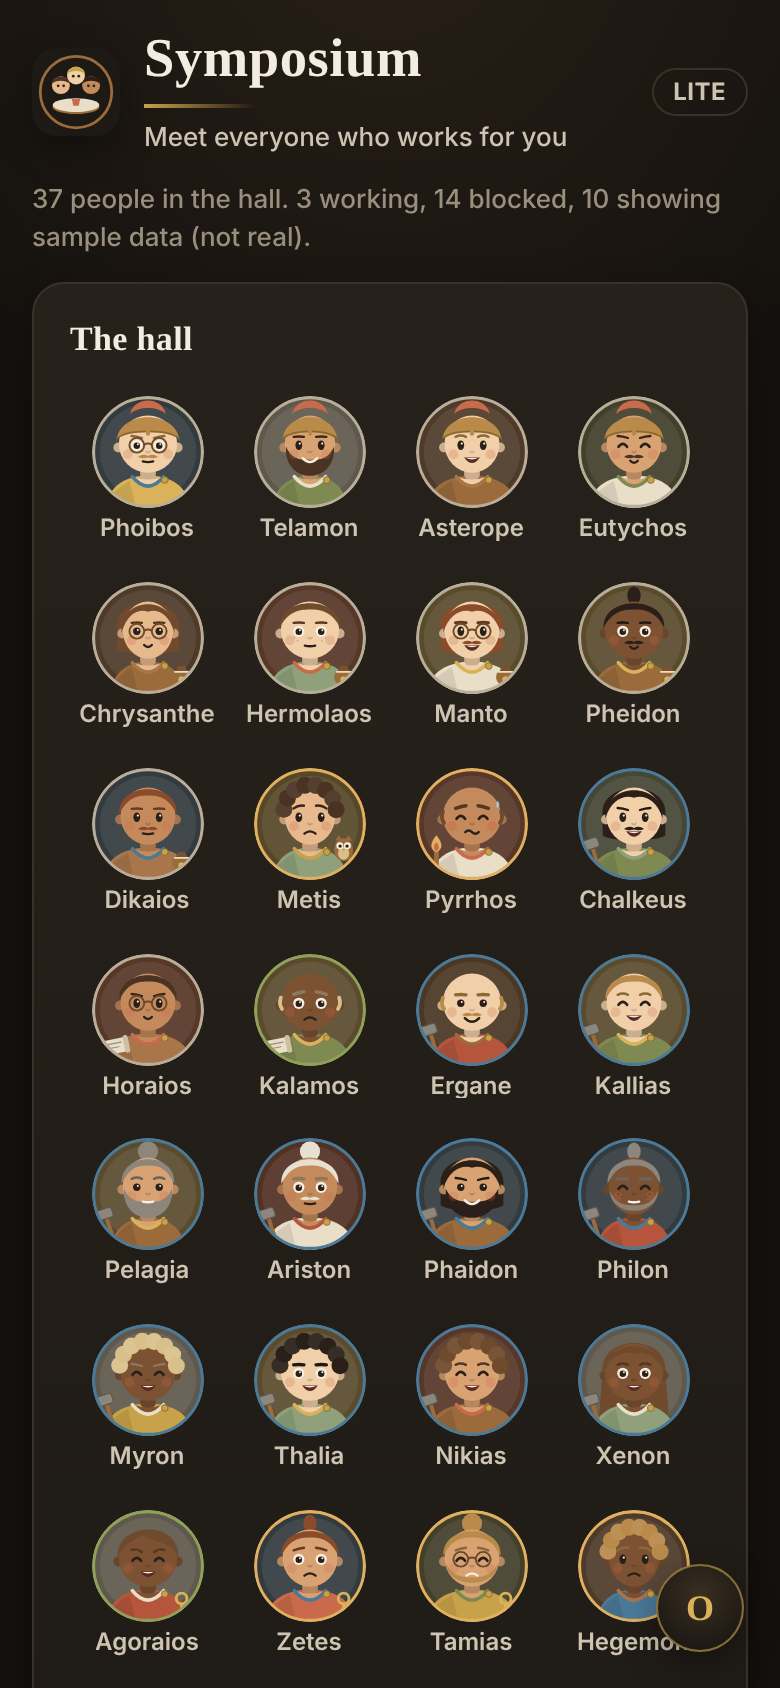 Symposium
LITE
Meet everyone who works for you
37 people in the hall. 3 working, 14 blocked, 10 showing
sample data (not real).
The hall
Phoibos Telamon Asterope Eutychos
Chrysanthe Hermolaos Manto Pheidon
Dikaios Metis Pyrrhos Chalkeus
Horaios Kalamos Ergane Kallias
Pelagia Ariston Phaidon Philon
Myron Thalia Nikias Xenon
Agoraios Zetes Tamias
O